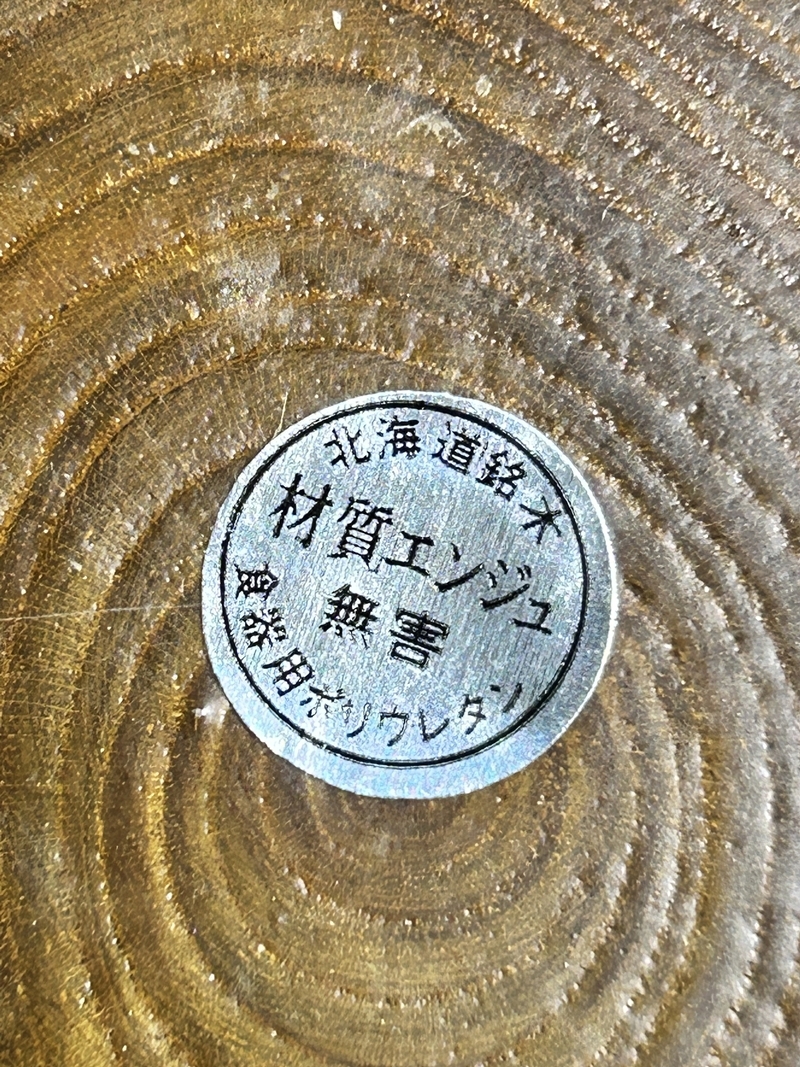 北海道銘木
材質エンジュ
無害
食器用ポリウレタン